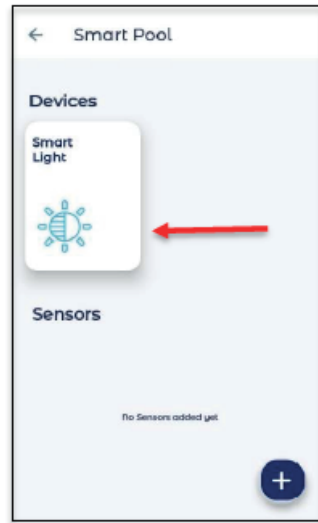 Smart Pool
Devices
Smart
Light
Sensors
No Sensors added yet